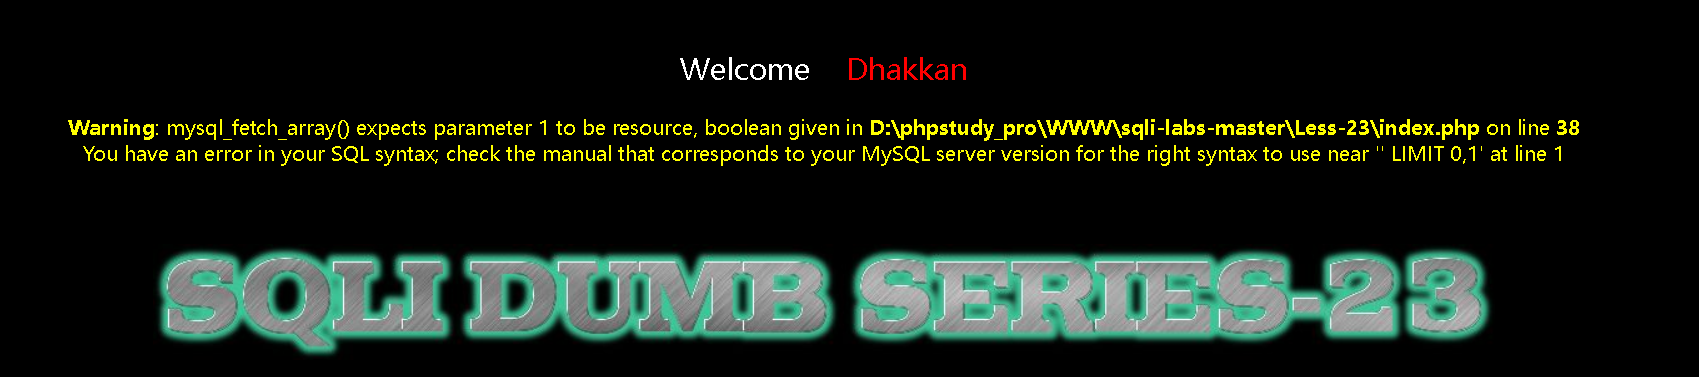 Welcome Dhakkan
Warning: mysql_fetch_array() expects parameter 1 to be resource, boolean given in D:\phpstudy_pro\WWW\sqli-labs-master\Less-23\index.php on line 38
You have an error in your SQL syntax; check the manual that corresponds to your MySQL server version for the right syntax to use near '' LIMIT 0,1' at line 1
SQLI DUMB SERIES-23